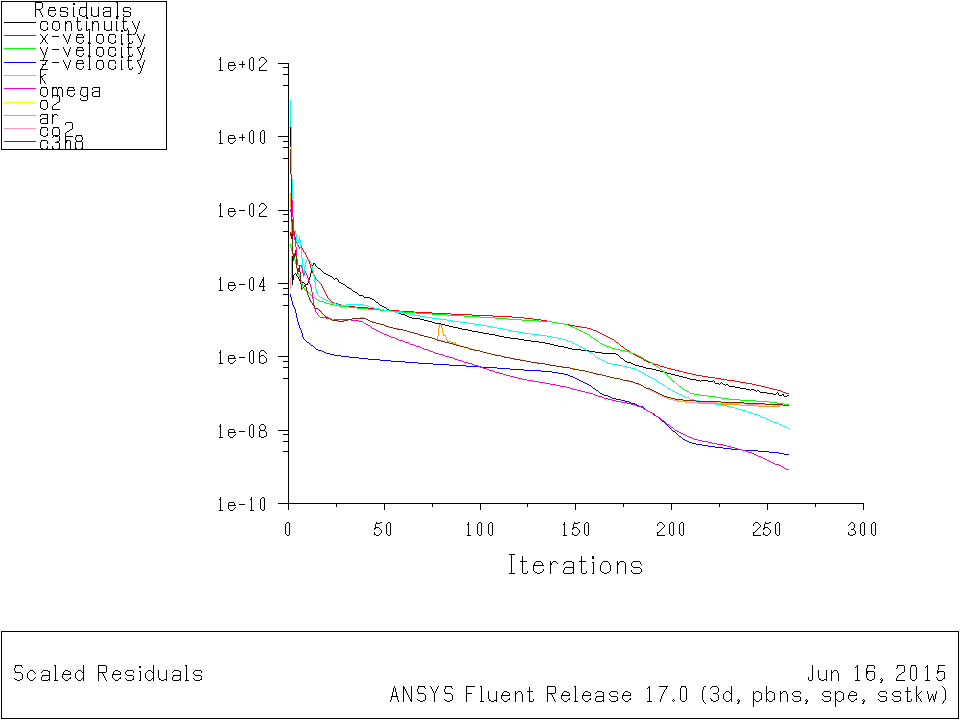 Residuals
continuity
x-velocity
y-velocity
z-velocity
k
omega
o2
ar
co2
c3h8
1e+02
1e+00
1e-02
1e-04
1e-06
1e-08
1e-10
0 50 100 150 200 250 300
Iterations
Scaled Residuals
Jun 16, 2015
ANSYS Fluent Release 17.0 (3d, pbns, spe, sstkw)